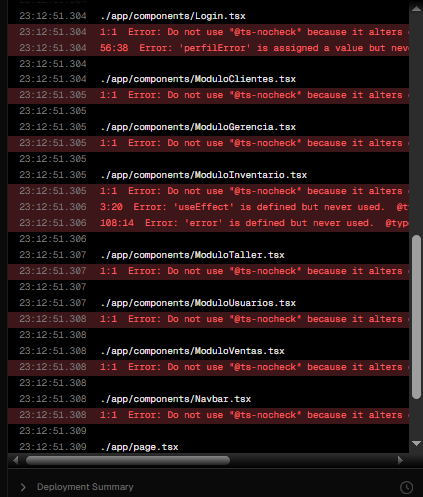 23:12:51.304 ./app/components/Login.tsx
23:12:51.304 1:1 Error: Do not use "@ts-nocheck" because it alters
23:12:51.304 56:38 Error: 'perfilError' is assigned a value but neve
23:12:51.304
23:12:51.304 ./app/components/ModuloClientes.tsx
23:12:51.305 1:1 Error: Do not use "@ts-nocheck" because it alters
23:12:51.305
23:12:51.305 ./app/components/ModuloGerencia.tsx
23:12:51.305 1:1 Error: Do not use "@ts-nocheck" because it alters
23:12:51.305
23:12:51.305 ./app/components/ModuloInventario.tsx
23:12:51.305 1:1 Error: Do not use "@ts-nocheck" because it alters
23:12:51.306 3:20 Error: 'useEffect' is defined but never used. @ty
23:12:51.306 108:14 Error: 'error' is defined but never used. @type
23:12:51.306
23:12:51.307 ./app/components/ModuloTaller.tsx
23:12:51.307 1:1 Error: Do not use "@ts-nocheck" because it alters
23:12:51.307
23:12:51.307 ./app/components/ModuloUsuarios.tsx
23:12:51.308 1:1 Error: Do not use "@ts-nocheck" because it alters
23:12:51.308
23:12:51.308 ./app/components/ModuloVentas.tsx
23:12:51.308 1:1 Error: Do not use "@ts-nocheck" because it alters
23:12:51.308
23:12:51.308 ./app/components/Navbar.tsx
23:12:51.308 1:1 Error: Do not use "@ts-nocheck" because it alters
23:12:51.309
23:12:51.309 ./app/page.tsx
Deployment Summary